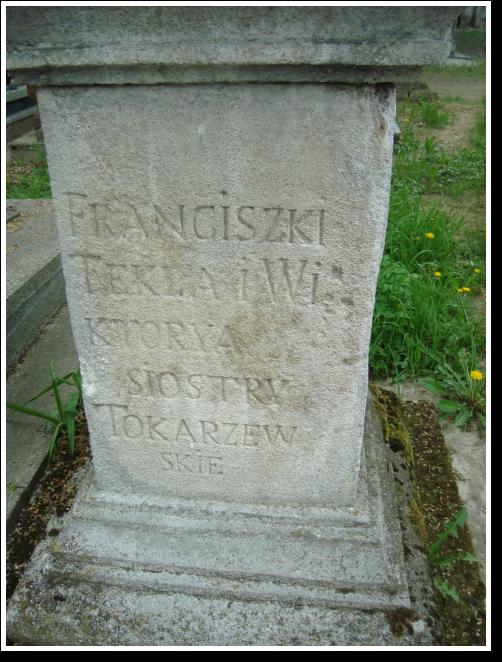 FRANCISZKI
TEKLA i Wi
KTORYA
SIOSTRY
TOKARZEW
SKIE